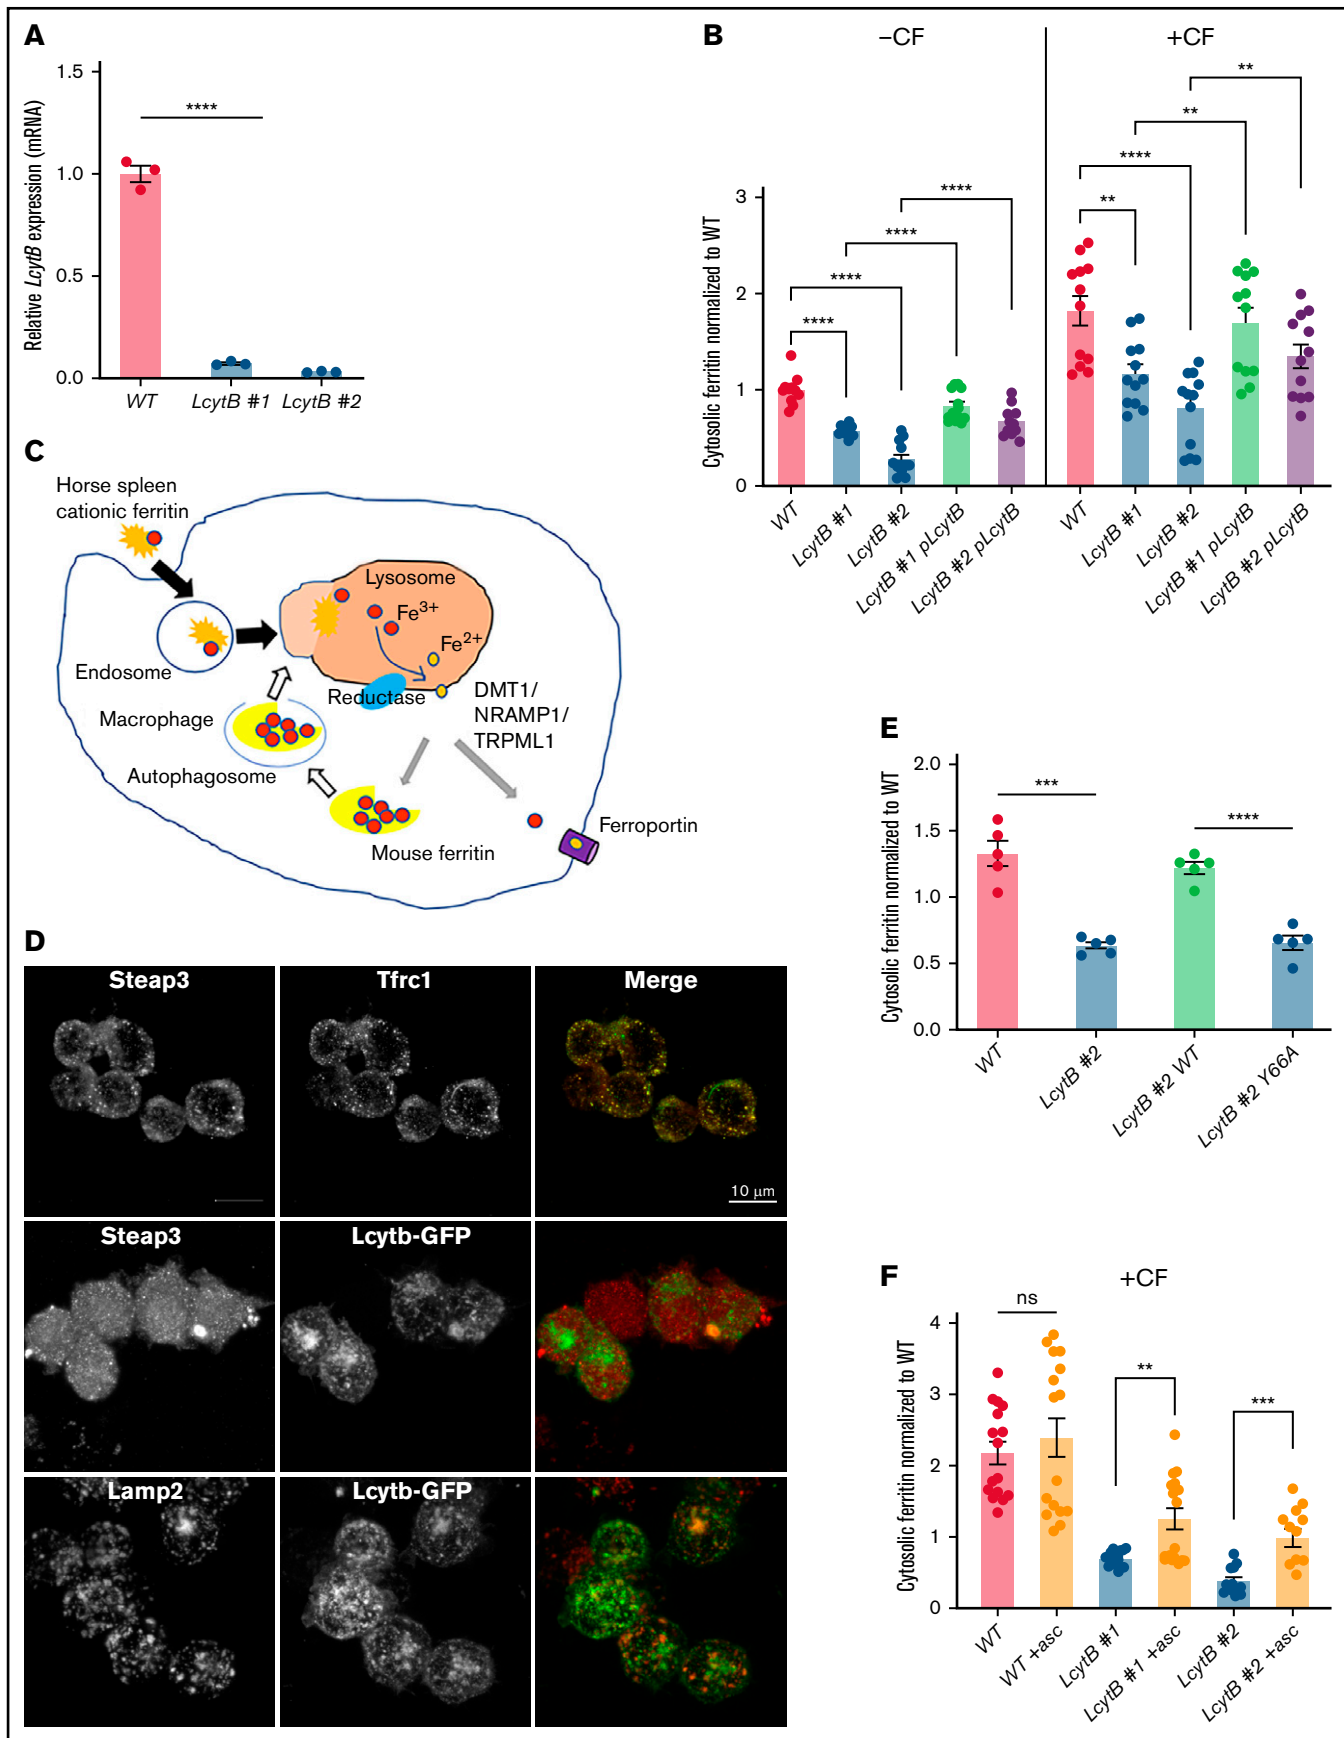 A
Relative LcytB expression (mRNA)
1.5
1.0
0.5
0.0
****
WT
LcytB #1
LcytB #2
B
−CF
+CF
Cytosolic ferritin normalized to WT
3
2
1
0
****
****
****
****
**
****
**
**
WT
LcytB #1
LcytB #2
LcytB #1 pLcytB
LcytB #2 pLcytB
WT
LcytB #1
LcytB #2
LcytB #1 pLcytB
LcytB #2 pLcytB
C
Horse spleen
cationic ferritin
Lysosome
Fe3+
Fe2+
Endosome
Reductase
DMT1/
NRAMP1/
TRPML1
Macrophage
Autophagosome
Mouse ferritin
Ferroportin
D
Steap3
Tfrc1
Merge
10 μm
Steap3
Lcytb-GFP
Lamp2
Lcytb-GFP
E
Cytosolic ferritin normalized to WT
2.0
1.5
1.0
0.5
0.0
***
****
WT
LcytB #2
LcytB #2 WT
LcytB #2 Y66A
F
+CF
Cytosolic ferritin normalized to WT
4
3
2
1
0
ns
**
***
WT
WT +asc
LcytB #1
LcytB #1 +asc
LcytB #2
LcytB #2 +asc